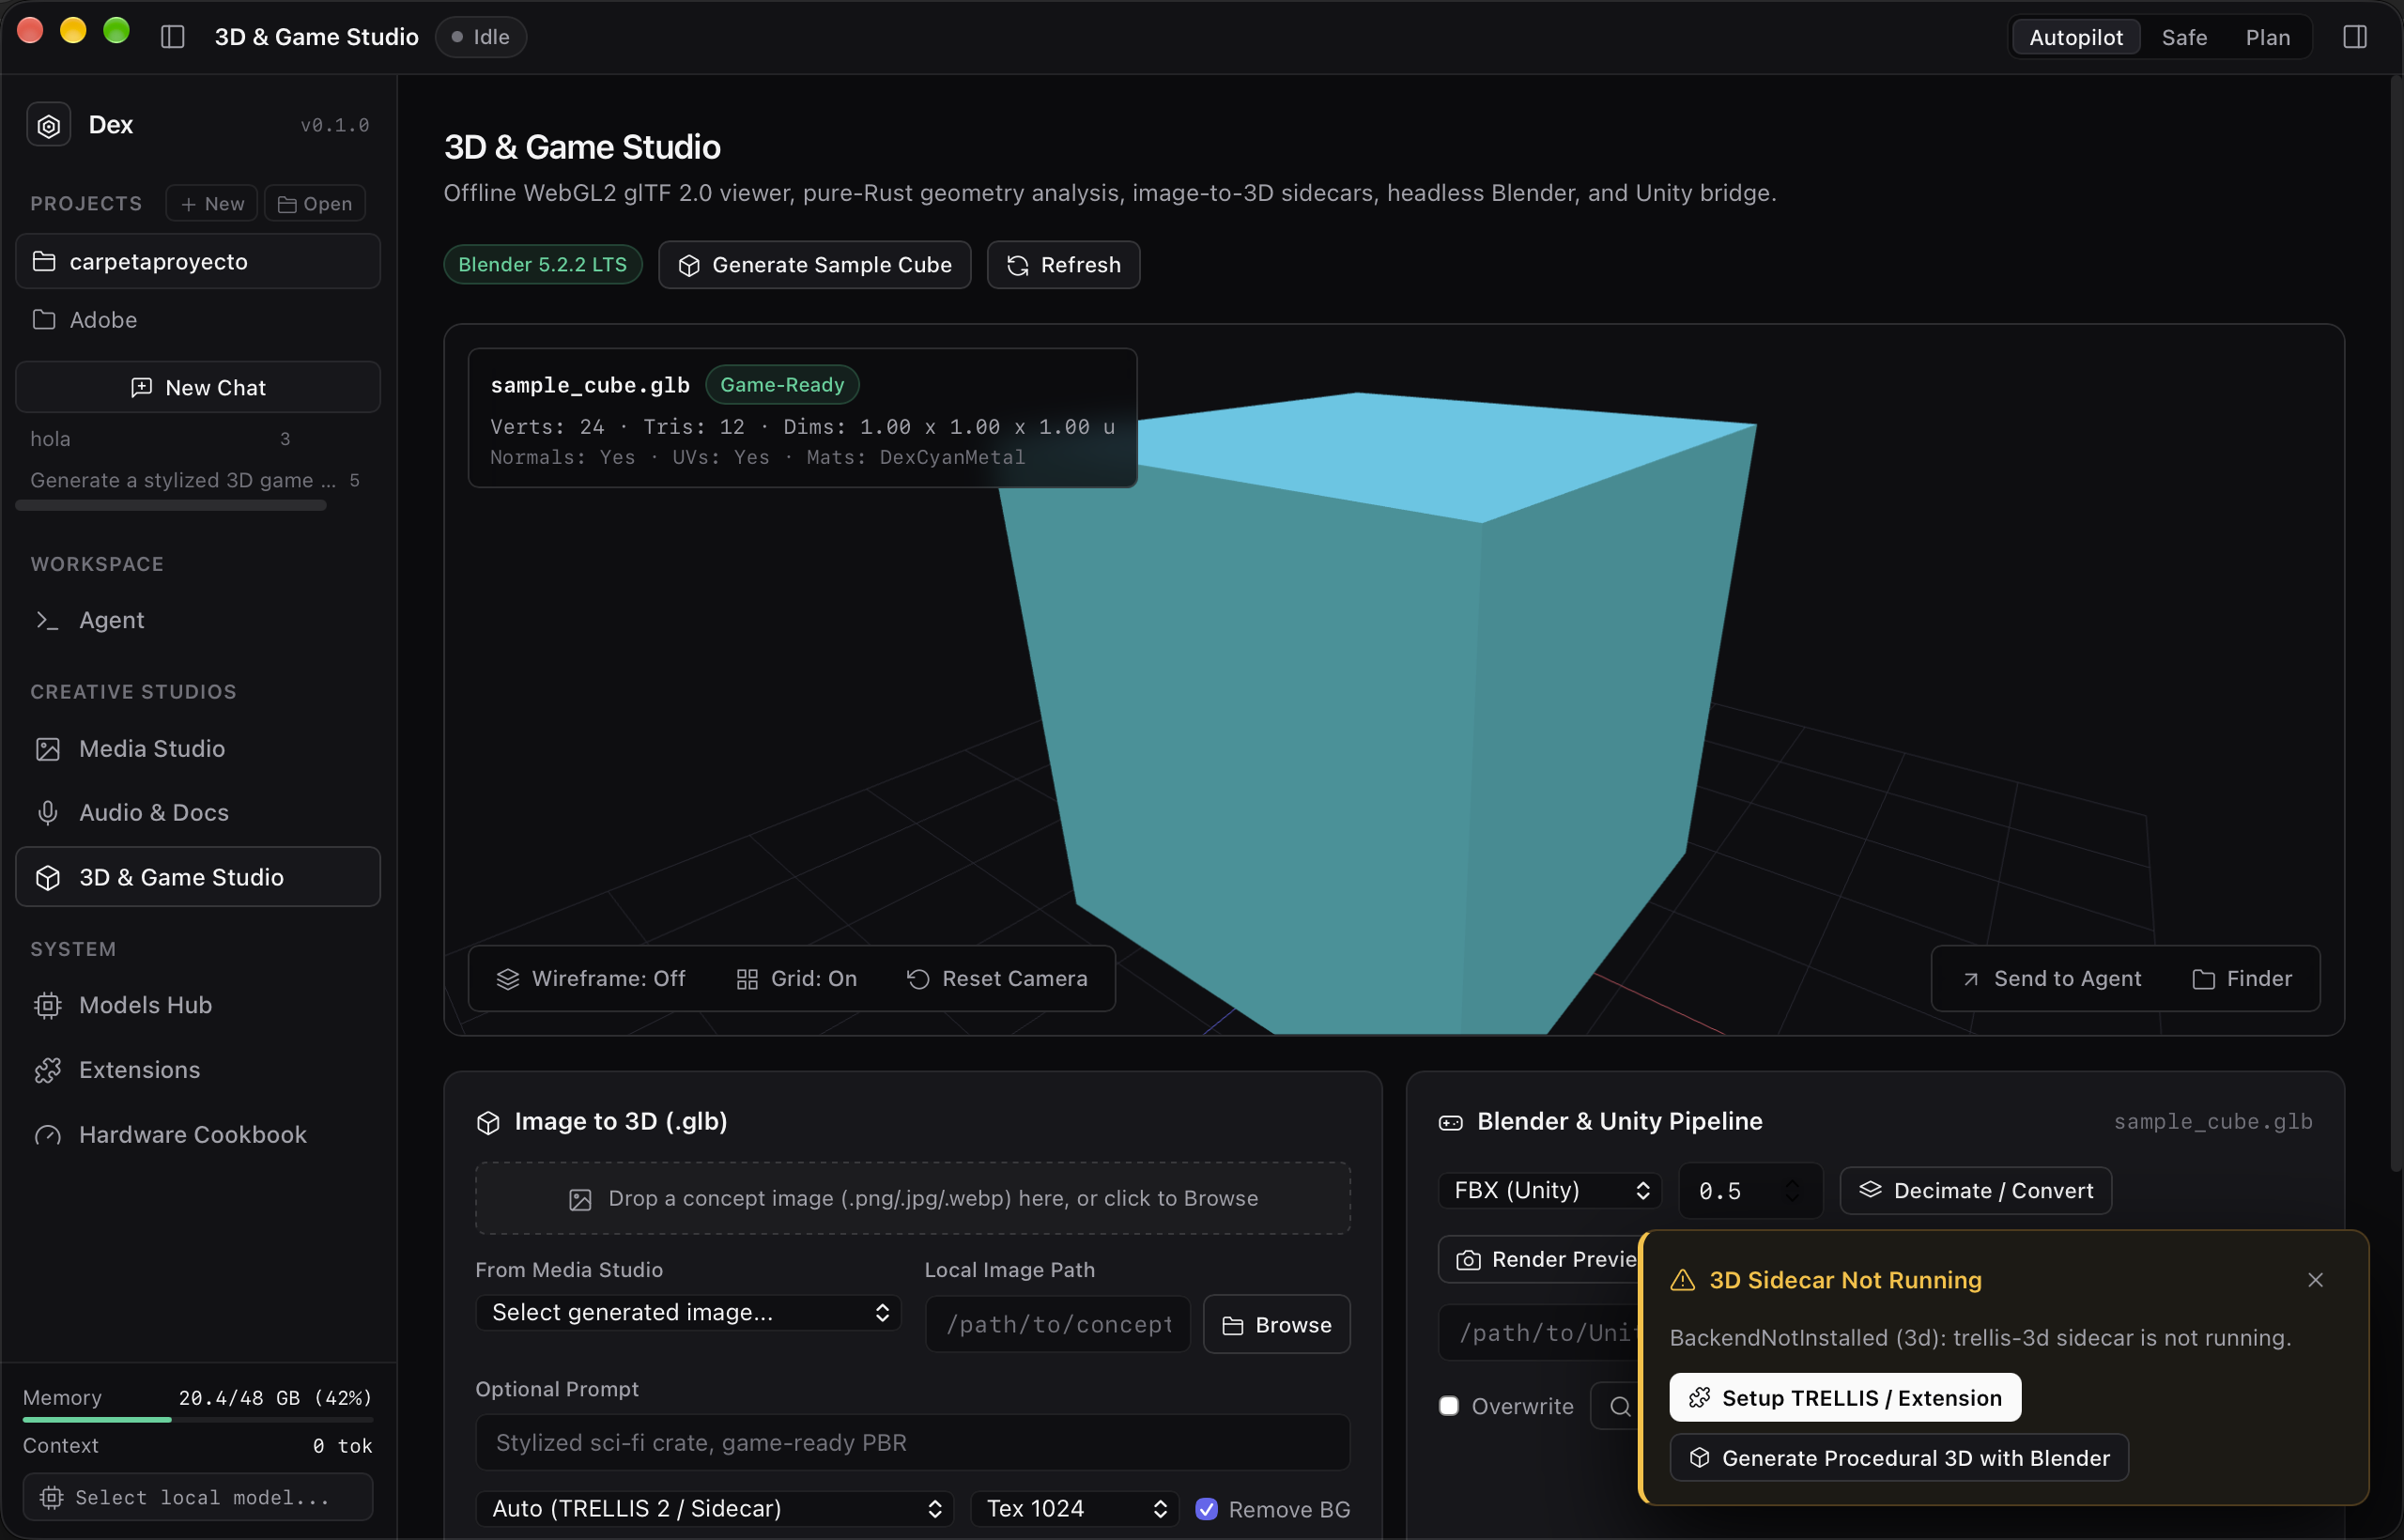 3D & Game Studio
Idle
Autopilot
Safe
Plan
Dex
v0.1.0
PROJECTS
New
Open
carpetaproyecto
Adobe
New Chat
hola 3
Generate a stylized 3D game ... 5
WORKSPACE
Agent
CREATIVE STUDIOS
Media Studio
Audio & Docs
3D & Game Studio
SYSTEM
Models Hub
Extensions
Hardware Cookbook
Memory 20.4/48 GB (42%)
Context 0 tok
Select local model...
3D & Game Studio
Offline WebGL2 glTF 2.0 viewer, pure-Rust geometry analysis, image-to-3D sidecars, headless Blender, and Unity bridge.
Blender 5.2.2 LTS
Generate Sample Cube
Refresh
sample_cube.glb Game-Ready
Verts: 24 · Tris: 12 · Dims: 1.00 x 1.00 x 1.00 u
Normals: Yes · UVs: Yes · Mats: DexCyanMetal
Wireframe: Off
Grid: On
Reset Camera
Send to Agent
Finder
Image to 3D (.glb)
Drop a concept image (.png/.jpg/.webp) here, or click to Browse
From Media Studio
Select generated image...
Local Image Path
/path/to/concept
Browse
Optional Prompt
Stylized sci-fi crate, game-ready PBR
Auto (TRELLIS 2 / Sidecar)
Tex 1024
Remove BG
Blender & Unity Pipeline
sample_cube.glb
FBX (Unity)
0.5
Decimate / Convert
Render Previe
/path/to/Unit
Overwrite
3D Sidecar Not Running
BackendNotInstalled (3d): trellis-3d sidecar is not running.
Setup TRELLIS / Extension
Generate Procedural 3D with Blender